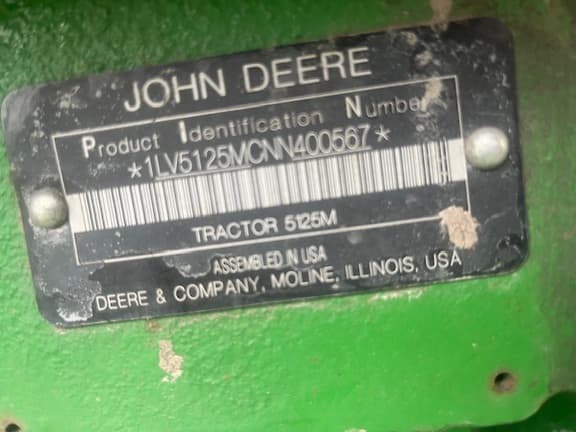 JOHN DEERE
Product Identification Number
*1LV5125MCNN400567*
TRACTOR 5125M
ASSEMBLED IN USA
DEERE & COMPANY, MOLINE, ILLINOIS, USA